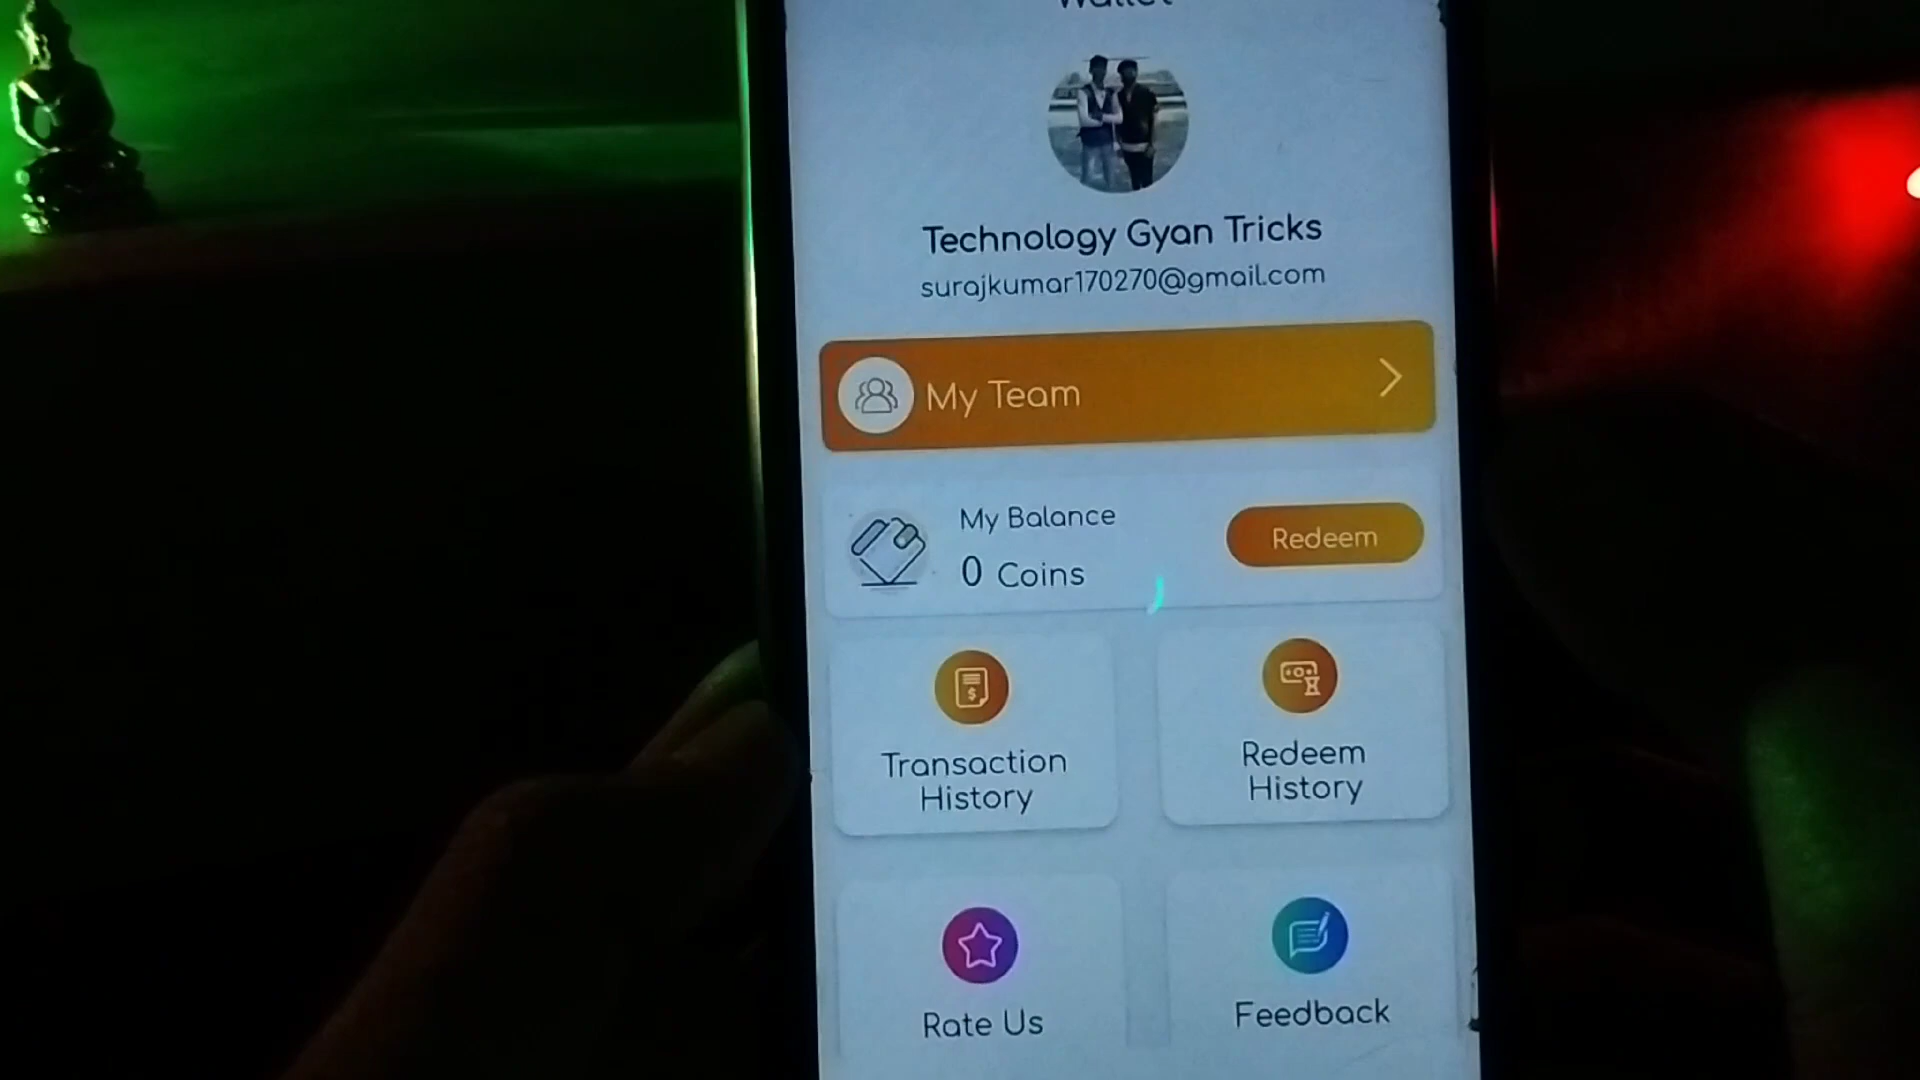 Wallet
Technology Gyan Tricks
surajkumar170270@gmail.com
My Team
My Balance
0 Coins
Redeem
Transaction
History
Redeem
History
Rate Us
Feedback